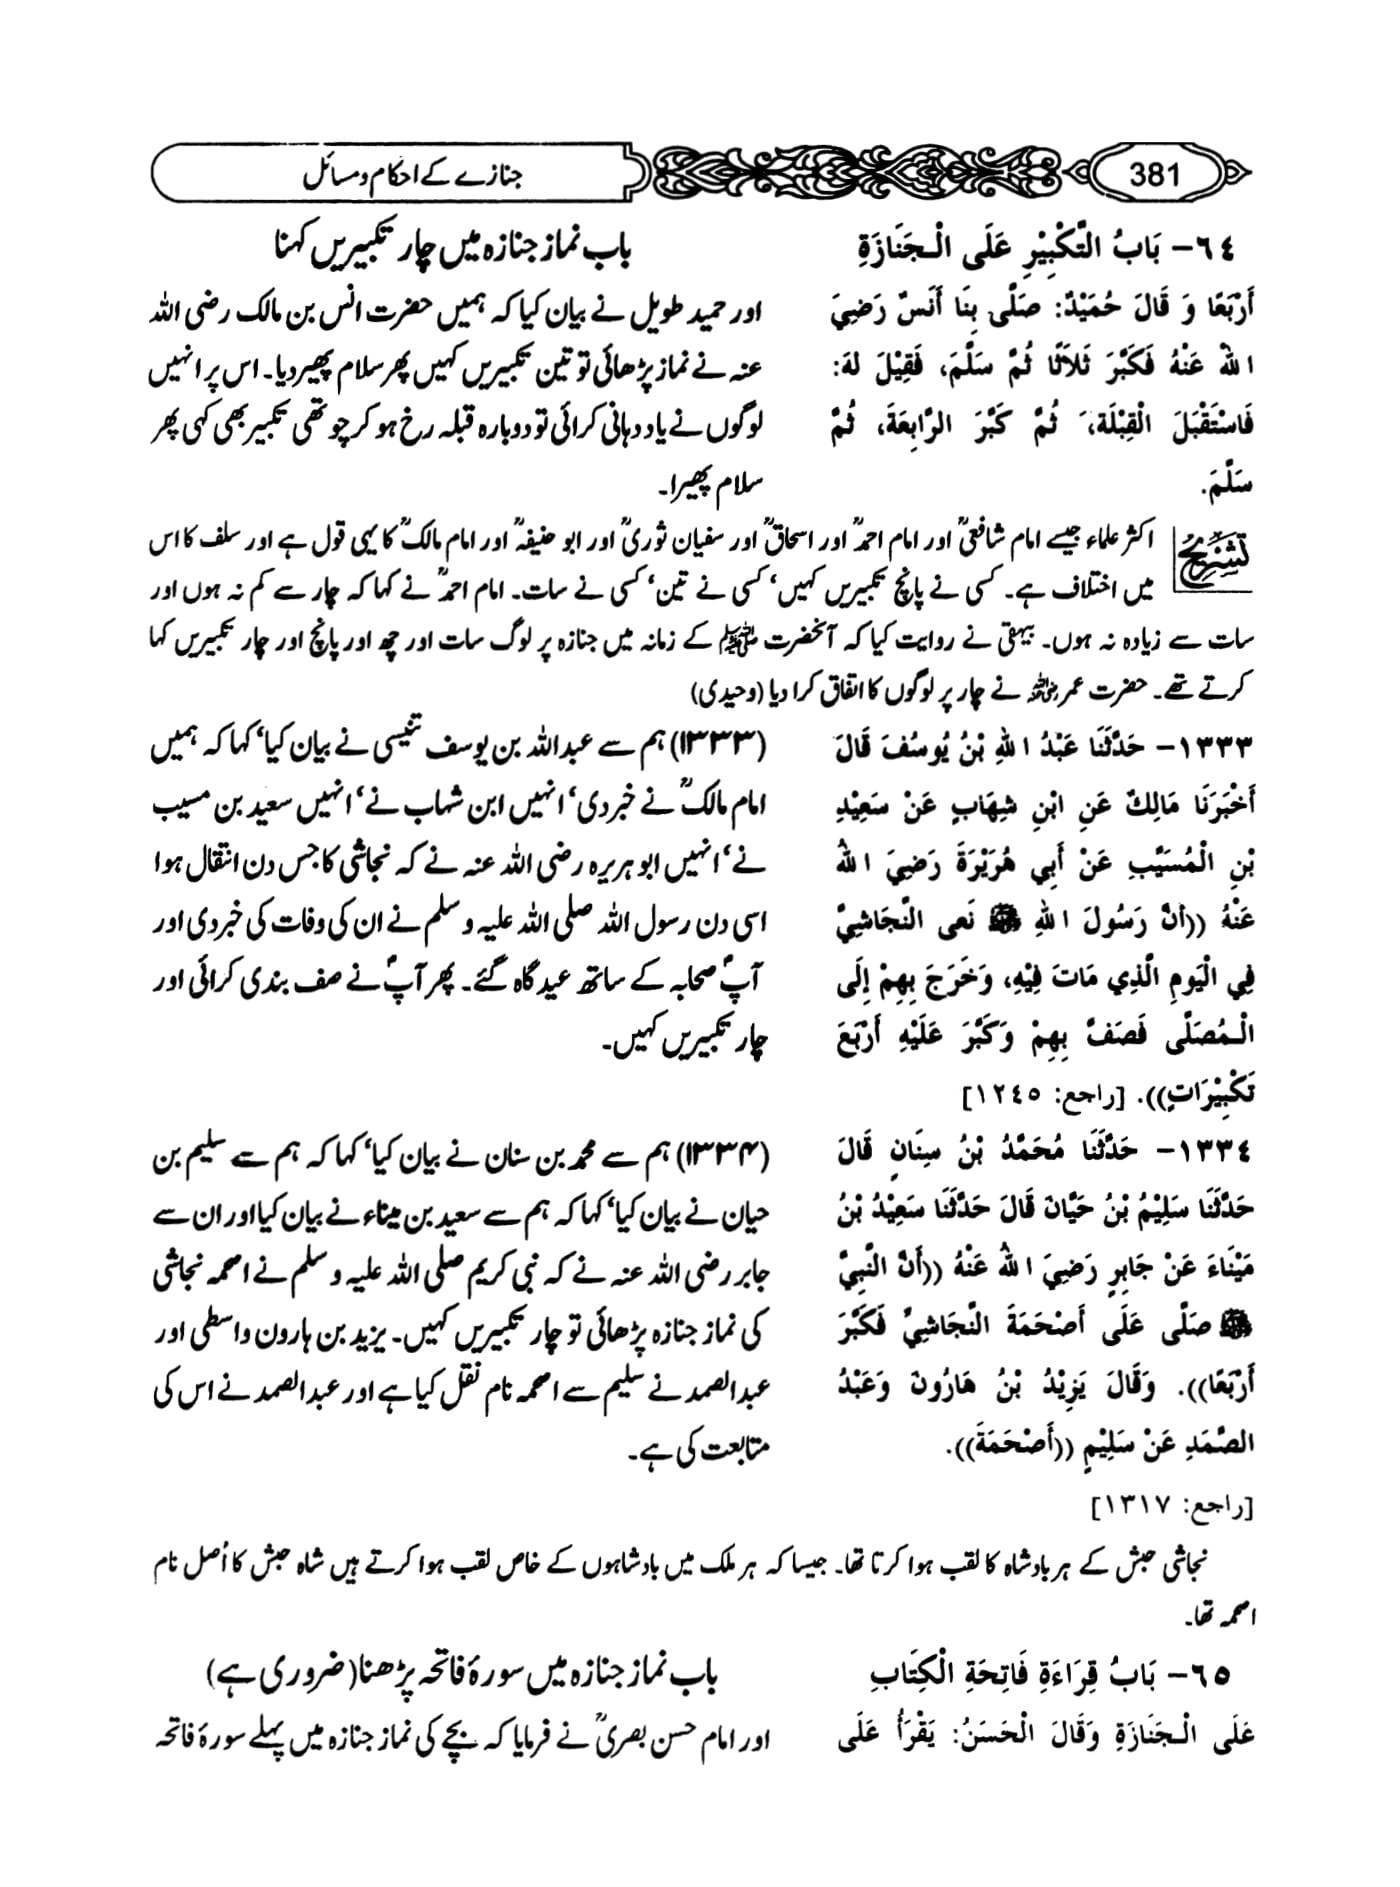 381
جنازے کے احکام و مسائل
٦٤- بَابُ التَّكْبِيْرِ عَلَى الْـجَنَازَةِ
أَرْبَعًا وَ قَالَ حُمَيْدٌ: صَلَّى بِنَا أَنَسٌ رَضِيَ
اللهُ عَنْهُ فَكَبَّرَ ثَلاَثًا ثُمَّ سَلَّمَ، فَقِيْلَ لَهُ:
فَاسْتَقْبَلَ الْقِبْلَةَ، ثُمَّ كَبَّرَ الرَّابِعَةَ، ثُمَّ
سَلَّمَ.
باب نماز جنازہ میں چار تکبیریں کہنا
اور حمید طویل نے بیان کیا کہ ہمیں حضرت انس بن مالک رضی اللہ
عنہ نے نماز پڑھائی تو تین تکبیریں کہیں پھر سلام پھیر دیا۔ اس پر انہیں
لوگوں نے یاد دہانی کرائی تو دوبارہ قبلہ رخ ہو کر چوتھی تکبیر بھی کہی پھر
سلام پھیرا۔
تشریح
اکثر علماء جیسے امام شافعیؒ اور امام احمدؒ اور اسحاقؒ اور سفیان ثوریؒ اور ابو حنیفہؒ اور امام مالکؒ کا یہی قول ہے اور سلف کا اس
میں اختلاف ہے۔ کسی نے پانچ تکبیریں کہیں‘ کسی نے تین‘ کسی نے سات۔ امام احمدؒ نے کہا کہ چار سے کم نہ ہوں اور
سات سے زیادہ نہ ہوں۔ بیہقی نے روایت کیا کہ آنحضرت ﷺ کے زمانہ میں جنازہ پر لوگ سات اور چھ اور پانچ اور چار تکبیریں کہا
کرتے تھے۔ حضرت عمر رضی اللہ عنہ نے چار پر لوگوں کا اتفاق کرا دیا (وحیدی)
١٣٣٣- حَدَّثَنَا عَبْدُ اللهِ بْنُ يُوسُفَ قَالَ
أَخْبَرَنَا مَالِكٌ عَنِ ابْنِ شِهَابٍ عَنْ سَعِيْدِ
بْنِ الْمُسَيَّبِ عَنْ أَبِي هُرَيْرَةَ رَضِيَ اللهُ
عَنْهُ ((أَنَّ رَسُولَ اللهِ ﷺ نَعَى النَّجَاشِيَّ
فِي الْيَومِ الَّذِي مَاتَ فِيْهِ، وَخَرَجَ بِهِمْ إِلَى
الْـمُصَلَّى فَصَفَّ بِهِمْ وَكَبَّرَ عَلَيْهِ أَرْبَعَ
تَكْبِيْرَاتٍ)). [راجع: ١٢٤٥]
(۱۳۳۳) ہم سے عبداللہ بن یوسف تنیسی نے بیان کیا‘ کہا کہ ہمیں
امام مالکؒ نے خبر دی‘ انہیں ابن شہاب نے‘ انہیں سعید بن مسیب
نے‘ انہیں ابو ہریرہ رضی اللہ عنہ نے کہ نجاشی کا جس دن انتقال ہوا
اسی دن رسول اللہ صلی اللہ علیہ و سلم نے ان کی وفات کی خبر دی اور
آپؐ صحابہ کے ساتھ عید گاہ گئے۔ پھر آپؐ نے صف بندی کرائی اور
چار تکبیریں کہیں۔
١٣٣٤- حَدَّثَنَا مُحَمَّدُ بْنُ سِنَانٍ قَالَ
حَدَّثَنَا سَلِيْمُ بْنُ حَيَّانَ قَالَ حَدَّثَنَا سَعِيْدُ بْنُ
مَيْنَاءَ عَنْ جَابِرٍ رَضِيَ اللهُ عَنْهُ ((أَنَّ النَّبِيَّ
ﷺ صَلَّى عَلَى أَصْحَمَةَ النَّجَاشِيِّ فَكَبَّرَ
أَرْبَعًا)). وَقَالَ يَزِيْدُ بْنُ هَارُونَ وَعَبْدُ
الصَّمَدِ عَنْ سَلِيْمٍ ((أَصْحَمَةَ)).
[راجع: ١٣١٧]
(۱۳۳۴) ہم سے محمد بن سنان نے بیان کیا‘ کہا کہ ہم سے سلیم بن
حیان نے بیان کیا‘ کہا کہ ہم سے سعید بن میناء نے بیان کیا اور ان سے
جابر رضی اللہ عنہ نے کہ نبی کریم صلی اللہ علیہ و سلم نے اصحمہ نجاشی
کی نماز جنازہ پڑھائی تو چار تکبیریں کہیں۔ یزید بن ہارون واسطی اور
عبدالصمد نے سلیم سے اصحمہ نام نقل کیا ہے اور عبدالصمد نے اس کی
متابعت کی ہے۔
نجاشی حبش کے ہر بادشاہ کا لقب ہوا کرتا تھا۔ جیسا کہ ہر ملک میں بادشاہوں کے خاص لقب ہوا کرتے ہیں شاہ حبش کا اُصل نام
اصحمہ تھا۔
٦٥- بَابُ قِرَاءَةِ فَاتِحَةِ الْكِتَابِ
عَلَى الْـجَنَازَةِ وَقَالَ الْحَسَنُ: يَقْرَأُ عَلَى
باب نماز جنازہ میں سورۂ فاتحہ پڑھنا (ضروری ہے)
اور امام حسن بصریؒ نے فرمایا کہ بچے کی نماز جنازہ میں پہلے سورۂ فاتحہ